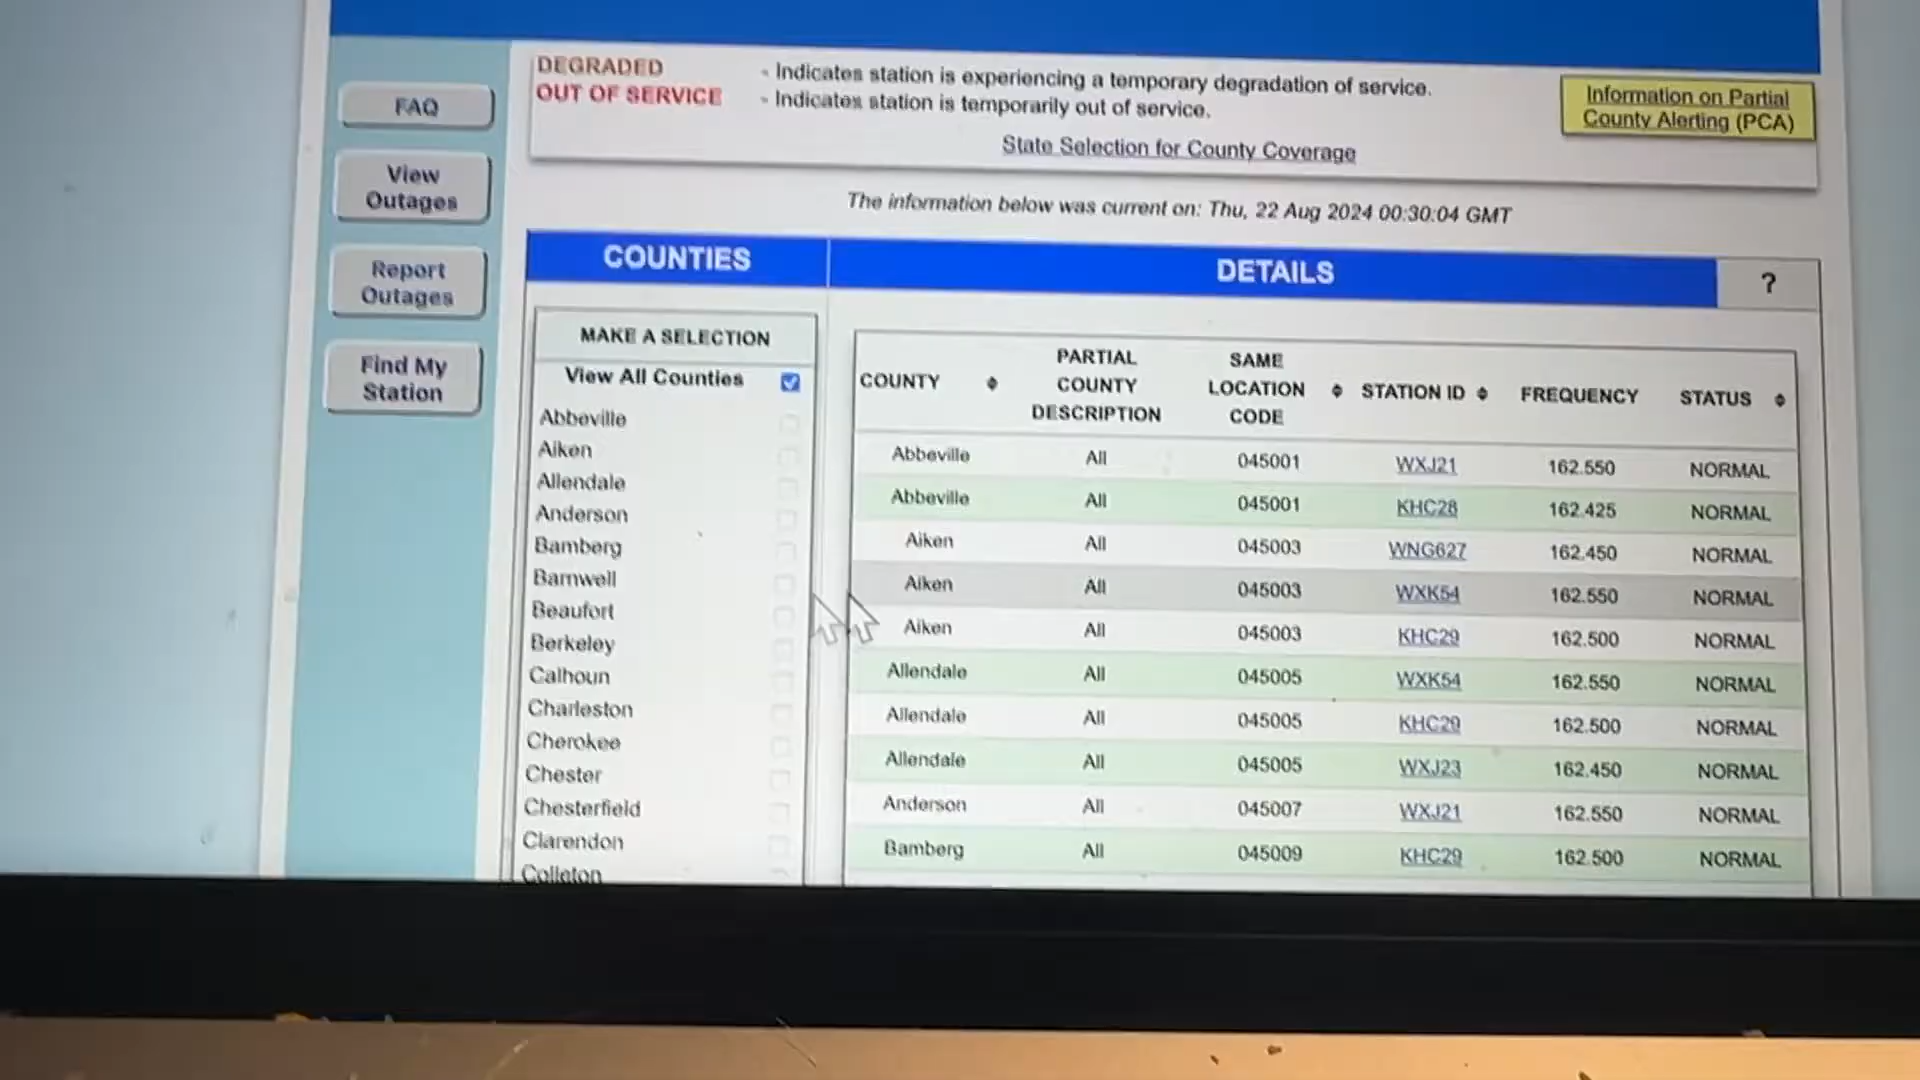 DEGRADED - Indicates station is experiencing a temporary degradation of service.
OUT OF SERVICE - Indicates station is temporarily out of service.
Information on Partial
County Alerting (PCA)
State Selection for County Coverage
The information below was current on: Thu, 22 Aug 2024 00:30:04 GMT
FAQ
View
Outages
Report
Outages
Find My
Station
COUNTIES
MAKE A SELECTION
View All Counties
Abbeville
Aiken
Allendale
Anderson
Bamberg
Barnwell
Beaufort
Berkeley
Calhoun
Charleston
Cherokee
Chester
Chesterfield
Clarendon
Colleton
DETAILS ?
COUNTY PARTIAL COUNTY DESCRIPTION SAME LOCATION CODE STATION ID FREQUENCY STATUS
Abbeville All 045001 WXJ21 162.550 NORMAL
Abbeville All 045001 KHC28 162.425 NORMAL
Aiken All 045003 WNG627 162.450 NORMAL
Aiken All 045003 WXK54 162.550 NORMAL
Aiken All 045003 KHC29 162.500 NORMAL
Allendale All 045005 WXK54 162.550 NORMAL
Allendale All 045005 KHC29 162.500 NORMAL
Allendale All 045005 WXJ23 162.450 NORMAL
Anderson All 045007 WXJ21 162.550 NORMAL
Bamberg All 045009 KHC29 162.500 NORMAL